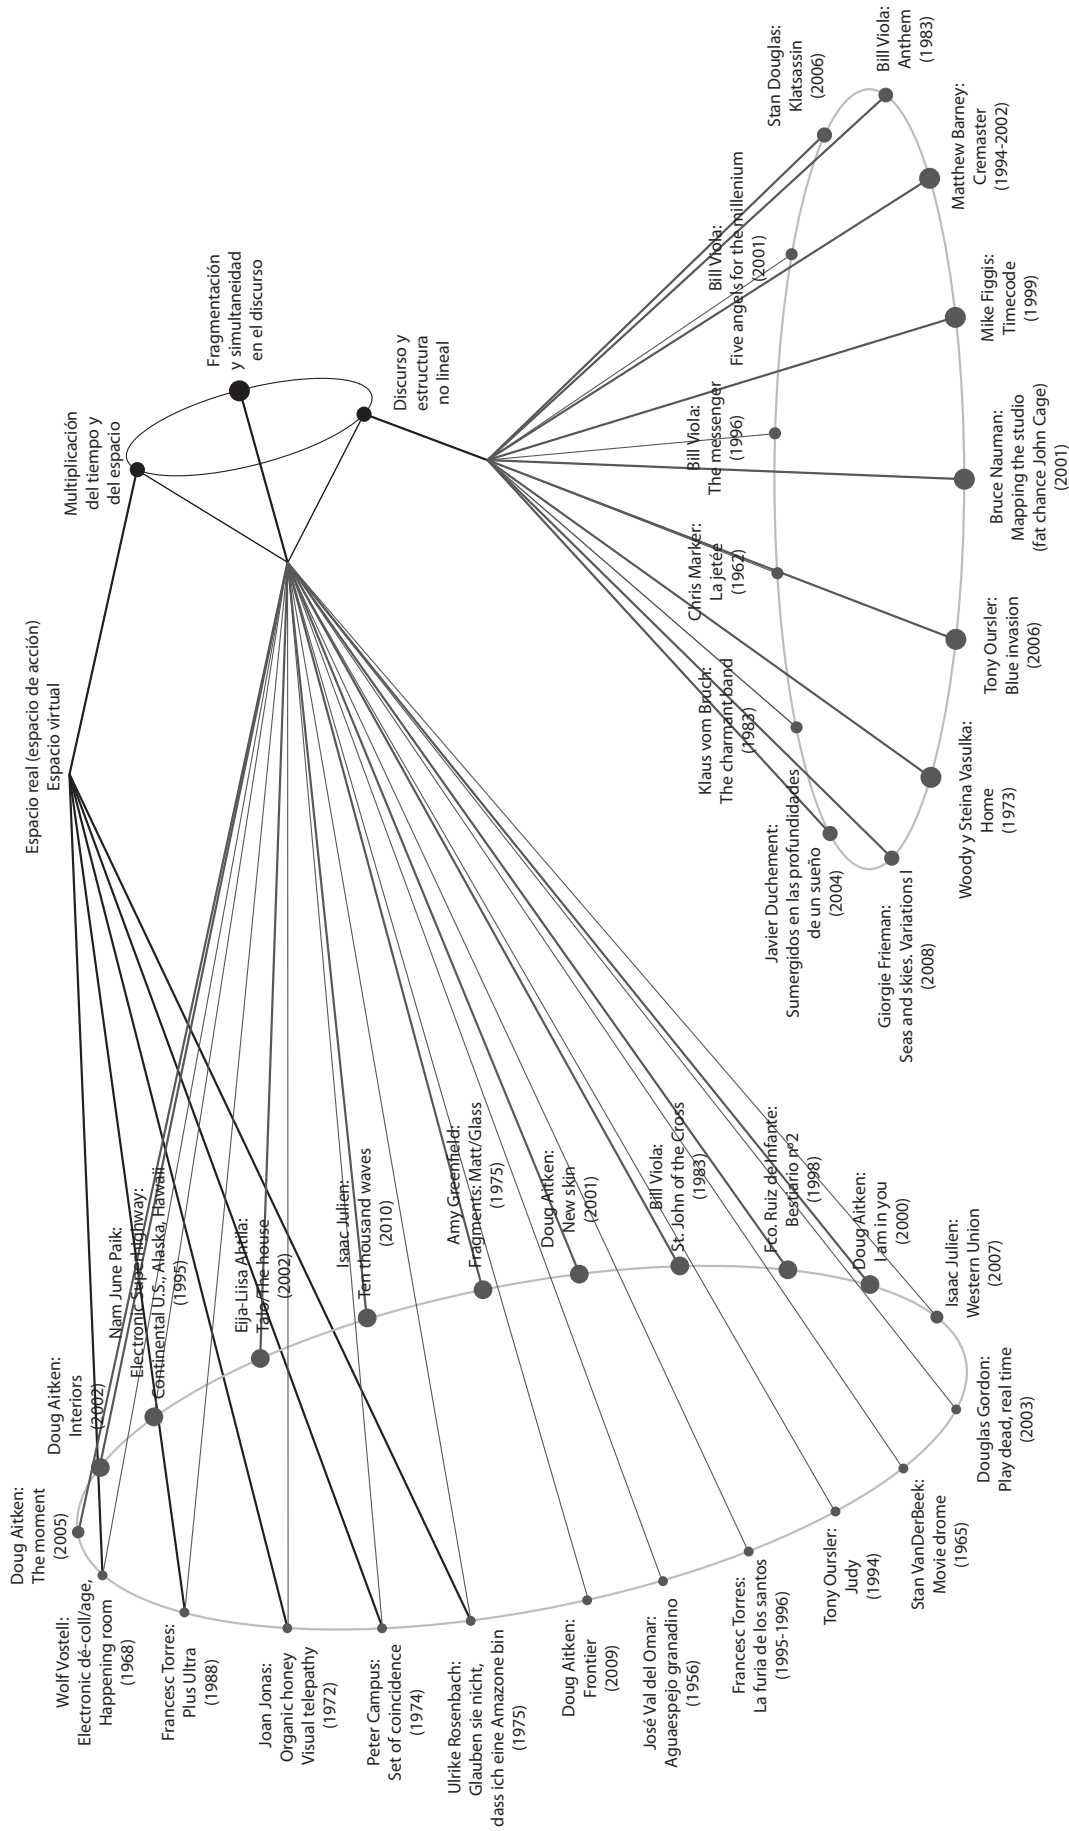 Espacio real (espacio de acción)
Espacio virtual
Multiplicación
del tiempo y
del espacio
Fragmentación
y simultaneidad
en el discurso
Discurso y
estructura
no lineal
Doug Aitken:
The moment
(2005)
Doug Aitken:
Interiors
(2002)
Nam June Paik:
Electronic Superhighway:
Continental U.S., Alaska, Hawaii
(1995)
Eija-Liisa Ahtila:
Talo/The house
(2002)
Isaac Julien:
Ten thousand waves
(2010)
Amy Greenfield:
Fragments: Matt/Glass
(1975)
Doug Aitken:
New skin
(2001)
Bill Viola:
St. John of the Cross
(1983)
Fco. Ruiz de Infante:
Bestiario nº2
(1998)
Doug Aitken:
I am in you
(2000)
Isaac Julien:
Western Union
(2007)
Wolf Vostell:
Electronic dé-coll/age,
Happening room
(1968)
Francesc Torres:
Plus Ultra
(1988)
Joan Jonas:
Organic honey
Visual telepathy
(1972)
Peter Campus:
Set of coincidence
(1974)
Ulrike Rosenbach:
Glauben sie nicht,
dass ich eine Amazone bin
(1975)
Doug Aitken:
Frontier
(2009)
José Val del Omar:
Aguaespejo granadino
(1956)
Francesc Torres:
La furia de los santos
(1995-1996)
Tony Oursler:
Judy
(1994)
Stan VanDerBeek:
Movie drome
(1965)
Douglas Gordon:
Play dead, real time
(2003)
Javier Duchement:
Sumergidos en las profundidades
de un sueño
(2004)
Klaus vom Bruch:
The charmant band
(1983)
Chris Marker:
La jetée
(1962)
Bill Viola:
The messenger
(1996)
Bill Viola:
Five angels for the millenium
(2001)
Stan Douglas:
Klatsassin
(2006)
Bill Viola:
Anthem
(1983)
Giorgie Frieman:
Seas and skies. Variations I
(2008)
Woody y Steina Vasulka:
Home
(1973)
Tony Oursler:
Blue invasion
(2006)
Bruce Nauman:
Mapping the studio
(fat chance John Cage)
(2001)
Mike Figgis:
Timecode
(1999)
Matthew Barney:
Cremaster
(1994-2002)